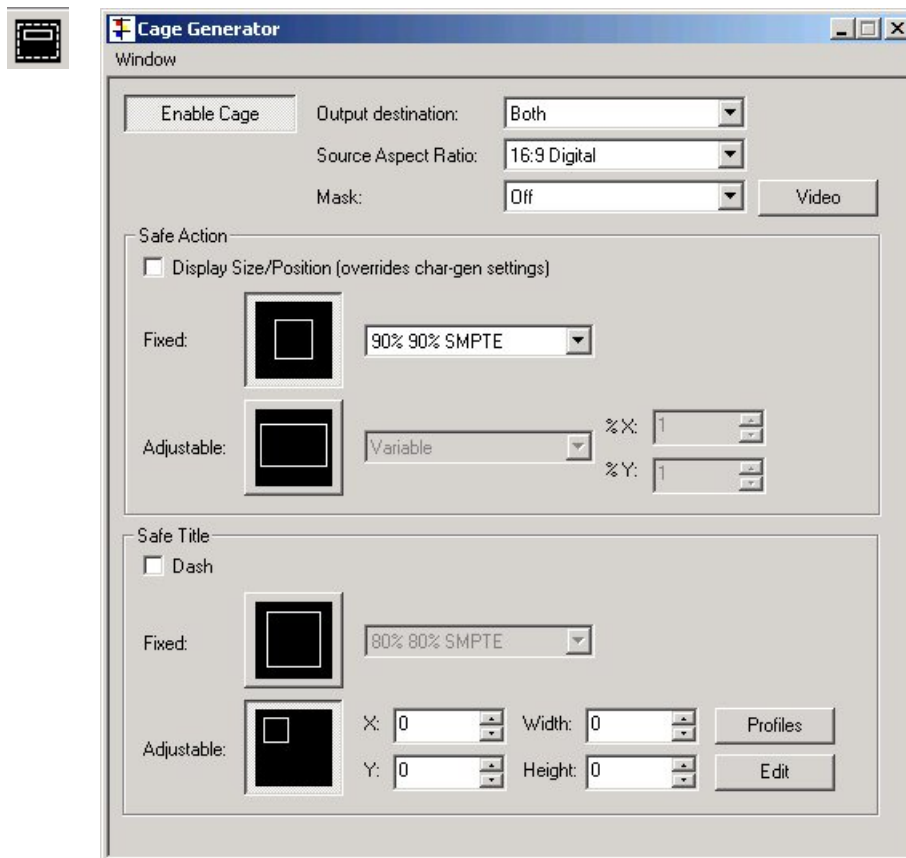 Cage Generator
Window
Enable Cage
Output destination: Both
Source Aspect Ratio: 16:9 Digital
Mask: Off Video
Safe Action
Display Size/Position (overrides char-gen settings)
Fixed: 90% 90% SMPTE
Adjustable: Variable
% X: 1
% Y: 1
Safe Title
Dash
Fixed: 80% 80% SMPTE
Adjustable:
X: 0 Width: 0 Profiles
Y: 0 Height: 0 Edit